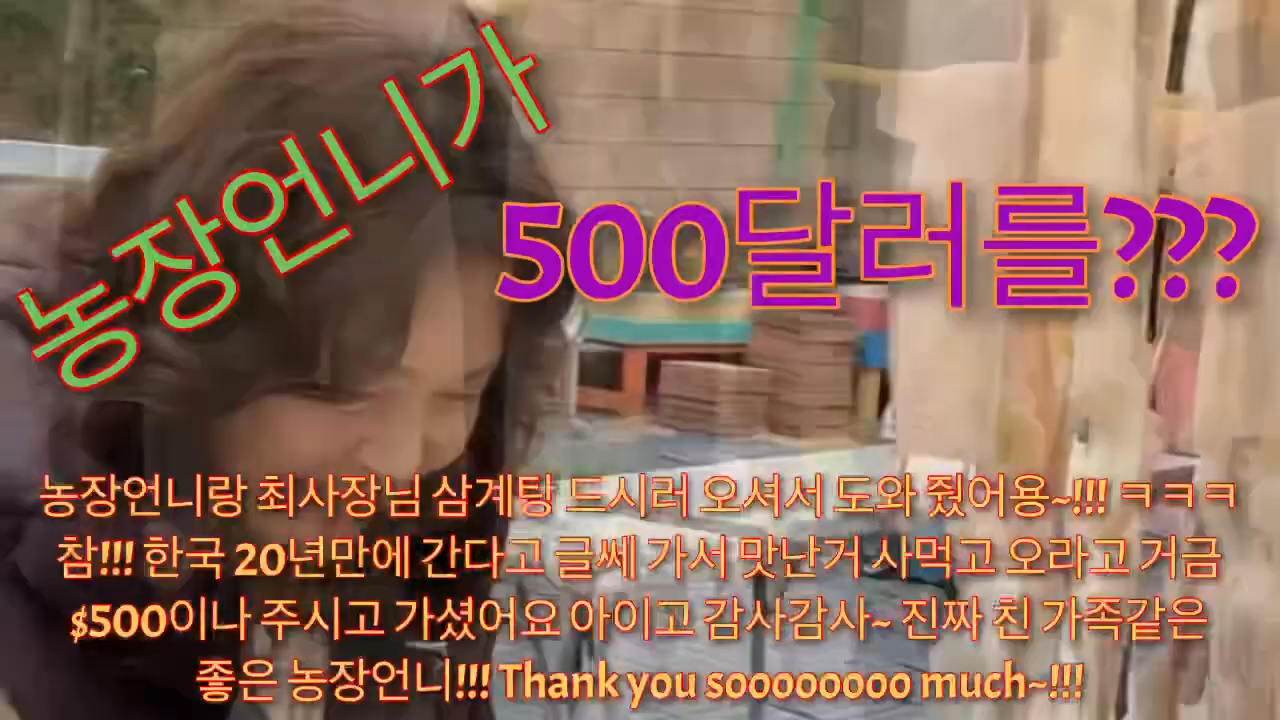 농장언니가
500달러를???
농장언니랑 최사장님 삼계탕 드시러 오셔서 도와 줬어용~!!! ㅋㅋㅋ
참!!! 한국 20년만에 간다고 글쎄 가서 맛난거 사먹고 오라고 거금
$500이나 주시고 가셨어요 아이고 감사감사~ 진짜 친 가족같은
좋은 농장언니!!! Thank you soooooooo much~!!!